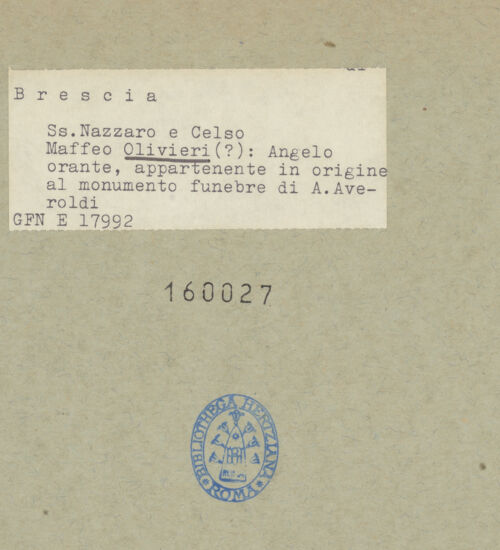 B r e s c i a
Ss.Nazzaro e Celso
Maffeo Olivieri(?): Angelo
orante, appartenente in origine
al monumento funebre di A.Ave-
roldi
GFN E 17992
160027
BIBLIOTHECA HERTZIANA
ROMA